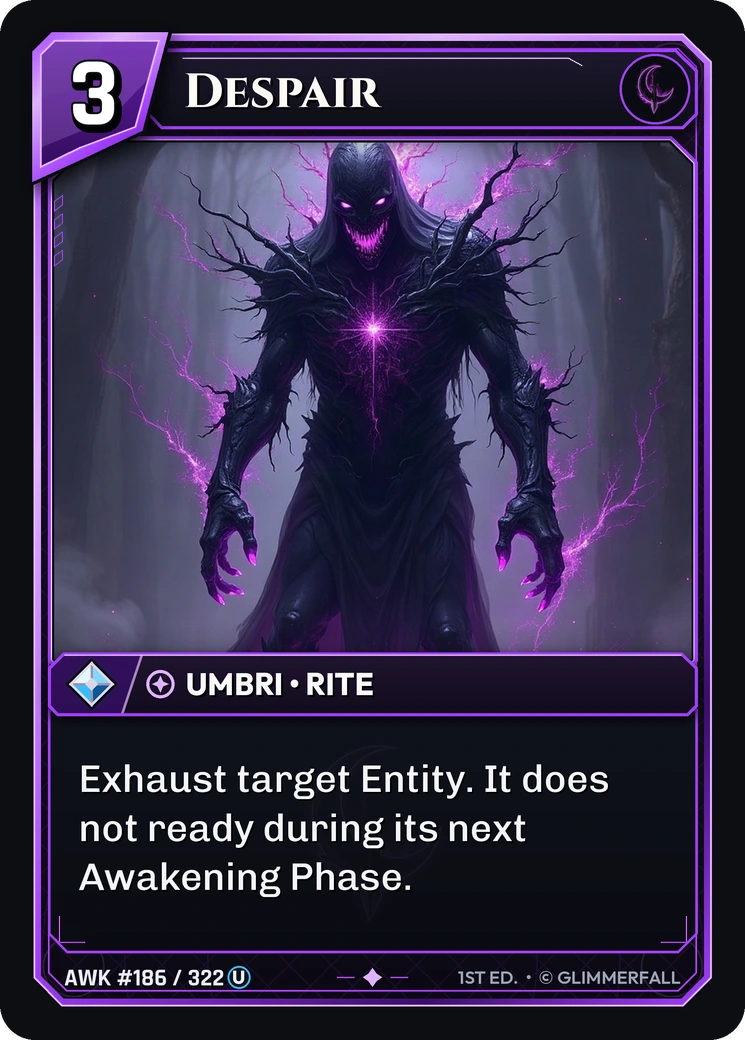 3
Despair
UMBRI • RITE
Exhaust target Entity. It does
not ready during its next
Awakening Phase.
AWK #186 / 322 U
1ST ED. • © GLIMMERFALL